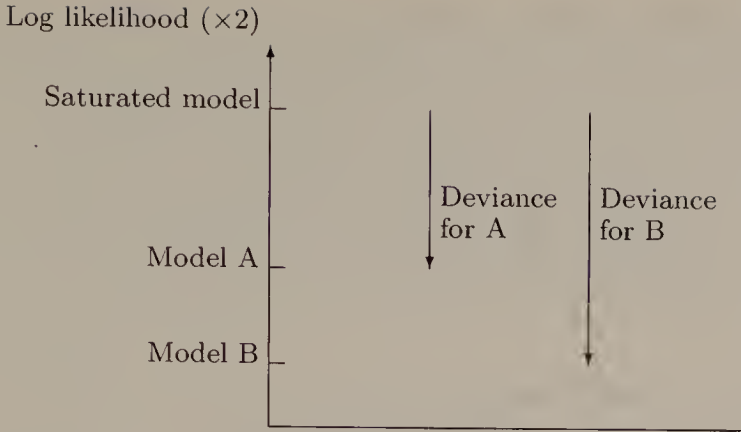 Log likelihood (×2)
Saturated model
Deviance
for A
Deviance
for B
Model A
Model B